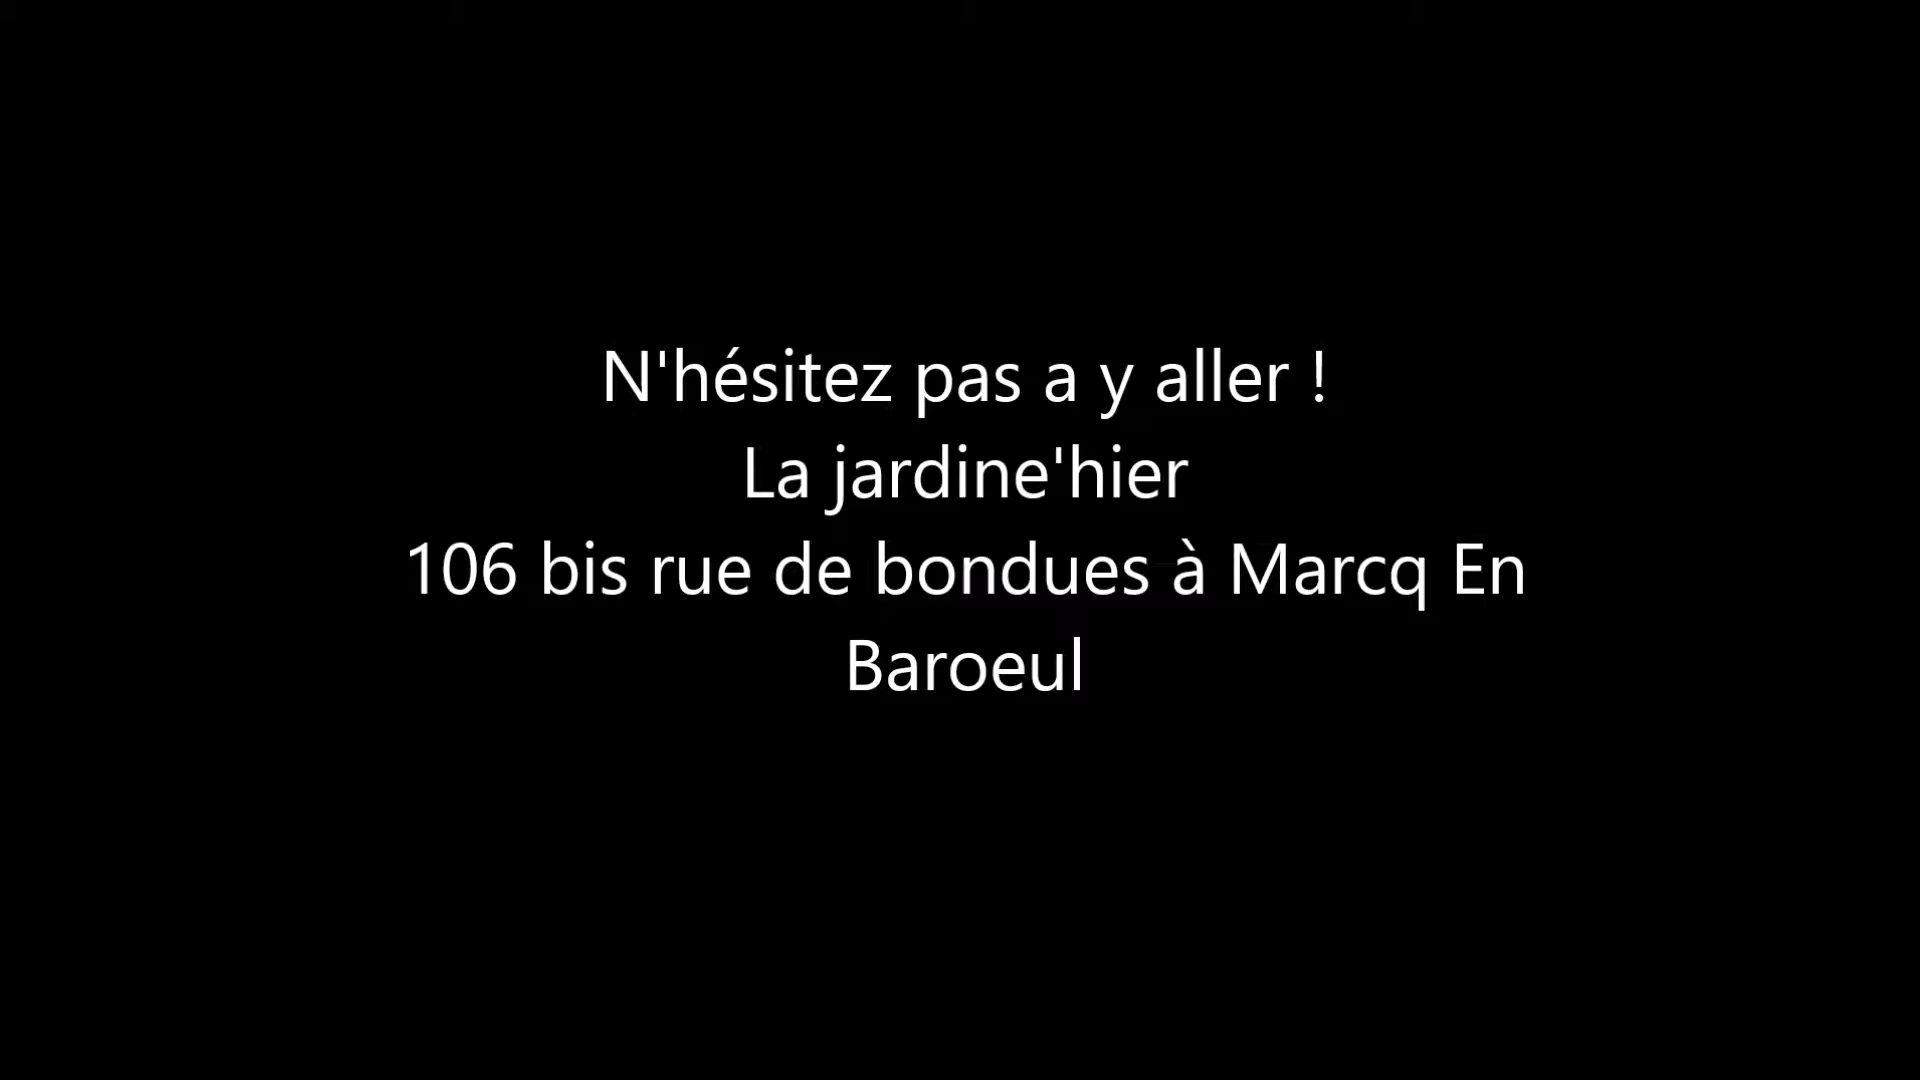 N'hésitez pas a y aller !
La jardine'hier
106 bis rue de bondues à Marcq En
Baroeul